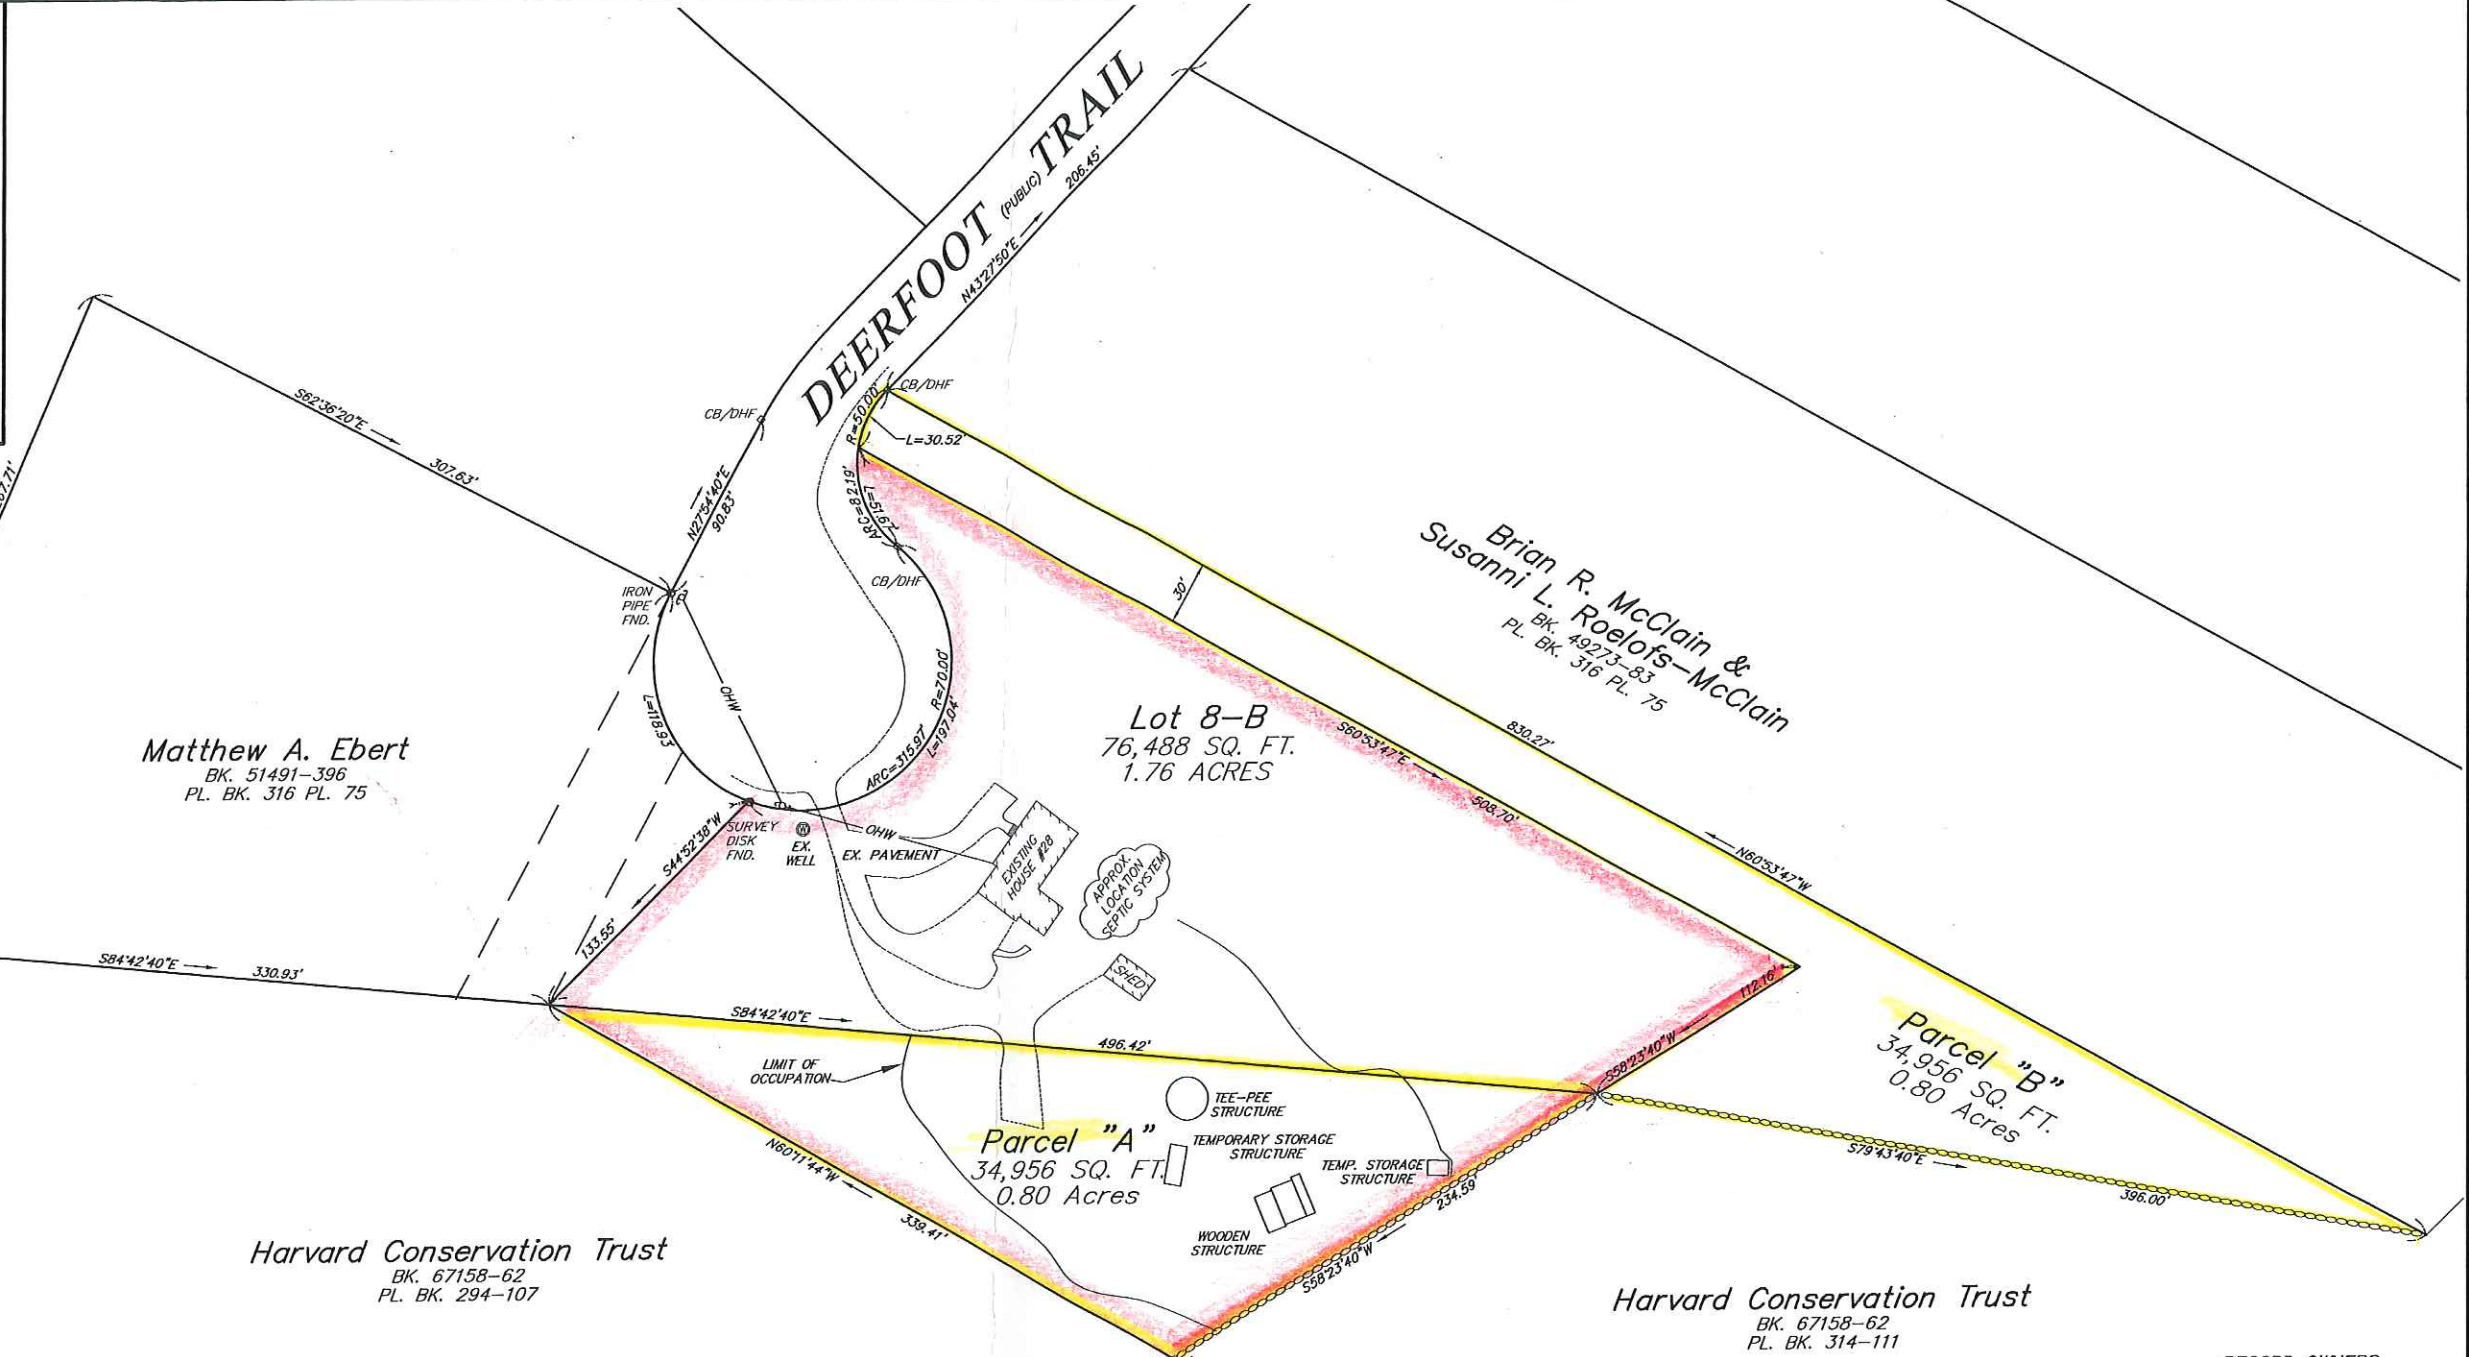 DEERFOOT (PUBLIC) TRAIL
N43°27'50"E
206.45'
S62°36'20"E
307.63'
CB/DHF
CB/DHF
R=50.00'
L=30.52'
N27°54'40"E
90.83'
ARC=82.19'
L=51.67'
CB/DHF
IRON
PIPE
FND.
OHW
L=118.93'
R=70.00'
L=197.04'
ARC=315.97'
30'
Brian R. McClain &
Susanni L. Roelofs-McClain
BK. 49273-83
PL. BK. 316 PL. 75
Lot 8-B
76,488 SQ. FT.
1.76 ACRES
S60°53'47"E
508.70'
830.27'
N60°53'47"W
Matthew A. Ebert
BK. 51491-396
PL. BK. 316 PL. 75
SURVEY
DISK
FND.
W
EX.
WELL
OHW
EX. PAVEMENT
EXISTING
HOUSE #28
APPROX.
LOCATION
SEPTIC SYSTEM
SHED
S44°52'38"W
133.55'
S84°42'40"E
330.93'
S84°42'40"E
496.42'
112.16'
S58°23'40"W
LIMIT OF
OCCUPATION
TEE-PEE
STRUCTURE
Parcel "A"
34,956 SQ. FT.
0.80 Acres
TEMPORARY STORAGE
STRUCTURE
TEMP. STORAGE
STRUCTURE
WOODEN
STRUCTURE
234.59'
S58°23'40"W
N60°11'44"W
339.41'
Parcel "B"
34,956 SQ. FT.
0.80 Acres
S79°43'40"E
396.00'
Harvard Conservation Trust
BK. 67158-62
PL. BK. 294-107
Harvard Conservation Trust
BK. 67158-62
PL. BK. 314-111